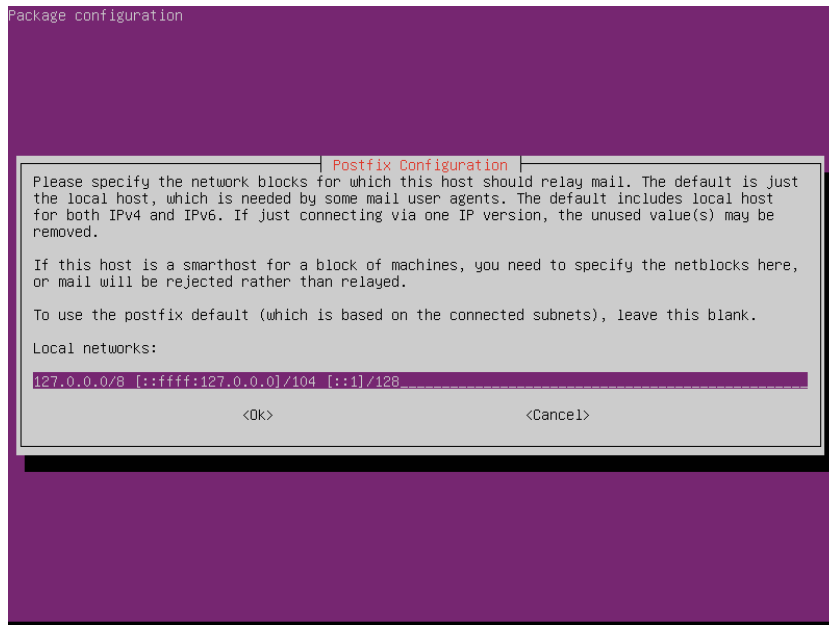 Package configuration
Postfix Configuration
Please specify the network blocks for which this host should relay mail. The default is just
the local host, which is needed by some mail user agents. The default includes local host
for both IPv4 and IPv6. If just connecting via one IP version, the unused value(s) may be
removed.
If this host is a smarthost for a block of machines, you need to specify the netblocks here,
or mail will be rejected rather than relayed.
To use the postfix default (which is based on the connected subnets), leave this blank.
Local networks:
127.0.0.0/8 [::ffff:127.0.0.0]/104 [::1]/128
<Ok> <Cancel>